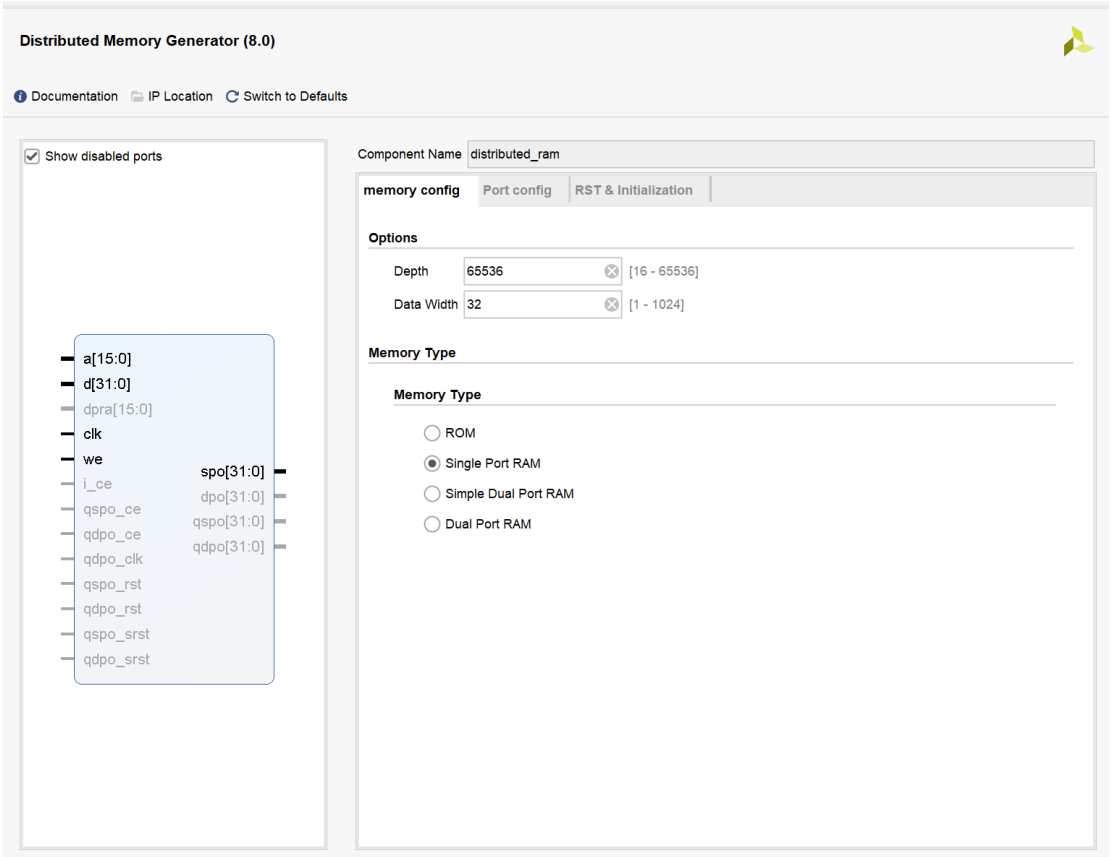 Distributed Memory Generator (8.0)
Documentation IP Location Switch to Defaults
Show disabled ports
a[15:0]
d[31:0]
dpra[15:0]
clk
we
i_ce
qspo_ce
qdpo_ce
qdpo_clk
qspo_rst
qdpo_rst
qspo_srst
qdpo_srst
spo[31:0]
dpo[31:0]
qspo[31:0]
qdpo[31:0]
Component Name distributed_ram
memory config Port config RST & Initialization
Options
Depth 65536 [16 - 65536]
Data Width 32 [1 - 1024]
Memory Type
Memory Type
ROM
Single Port RAM
Simple Dual Port RAM
Dual Port RAM